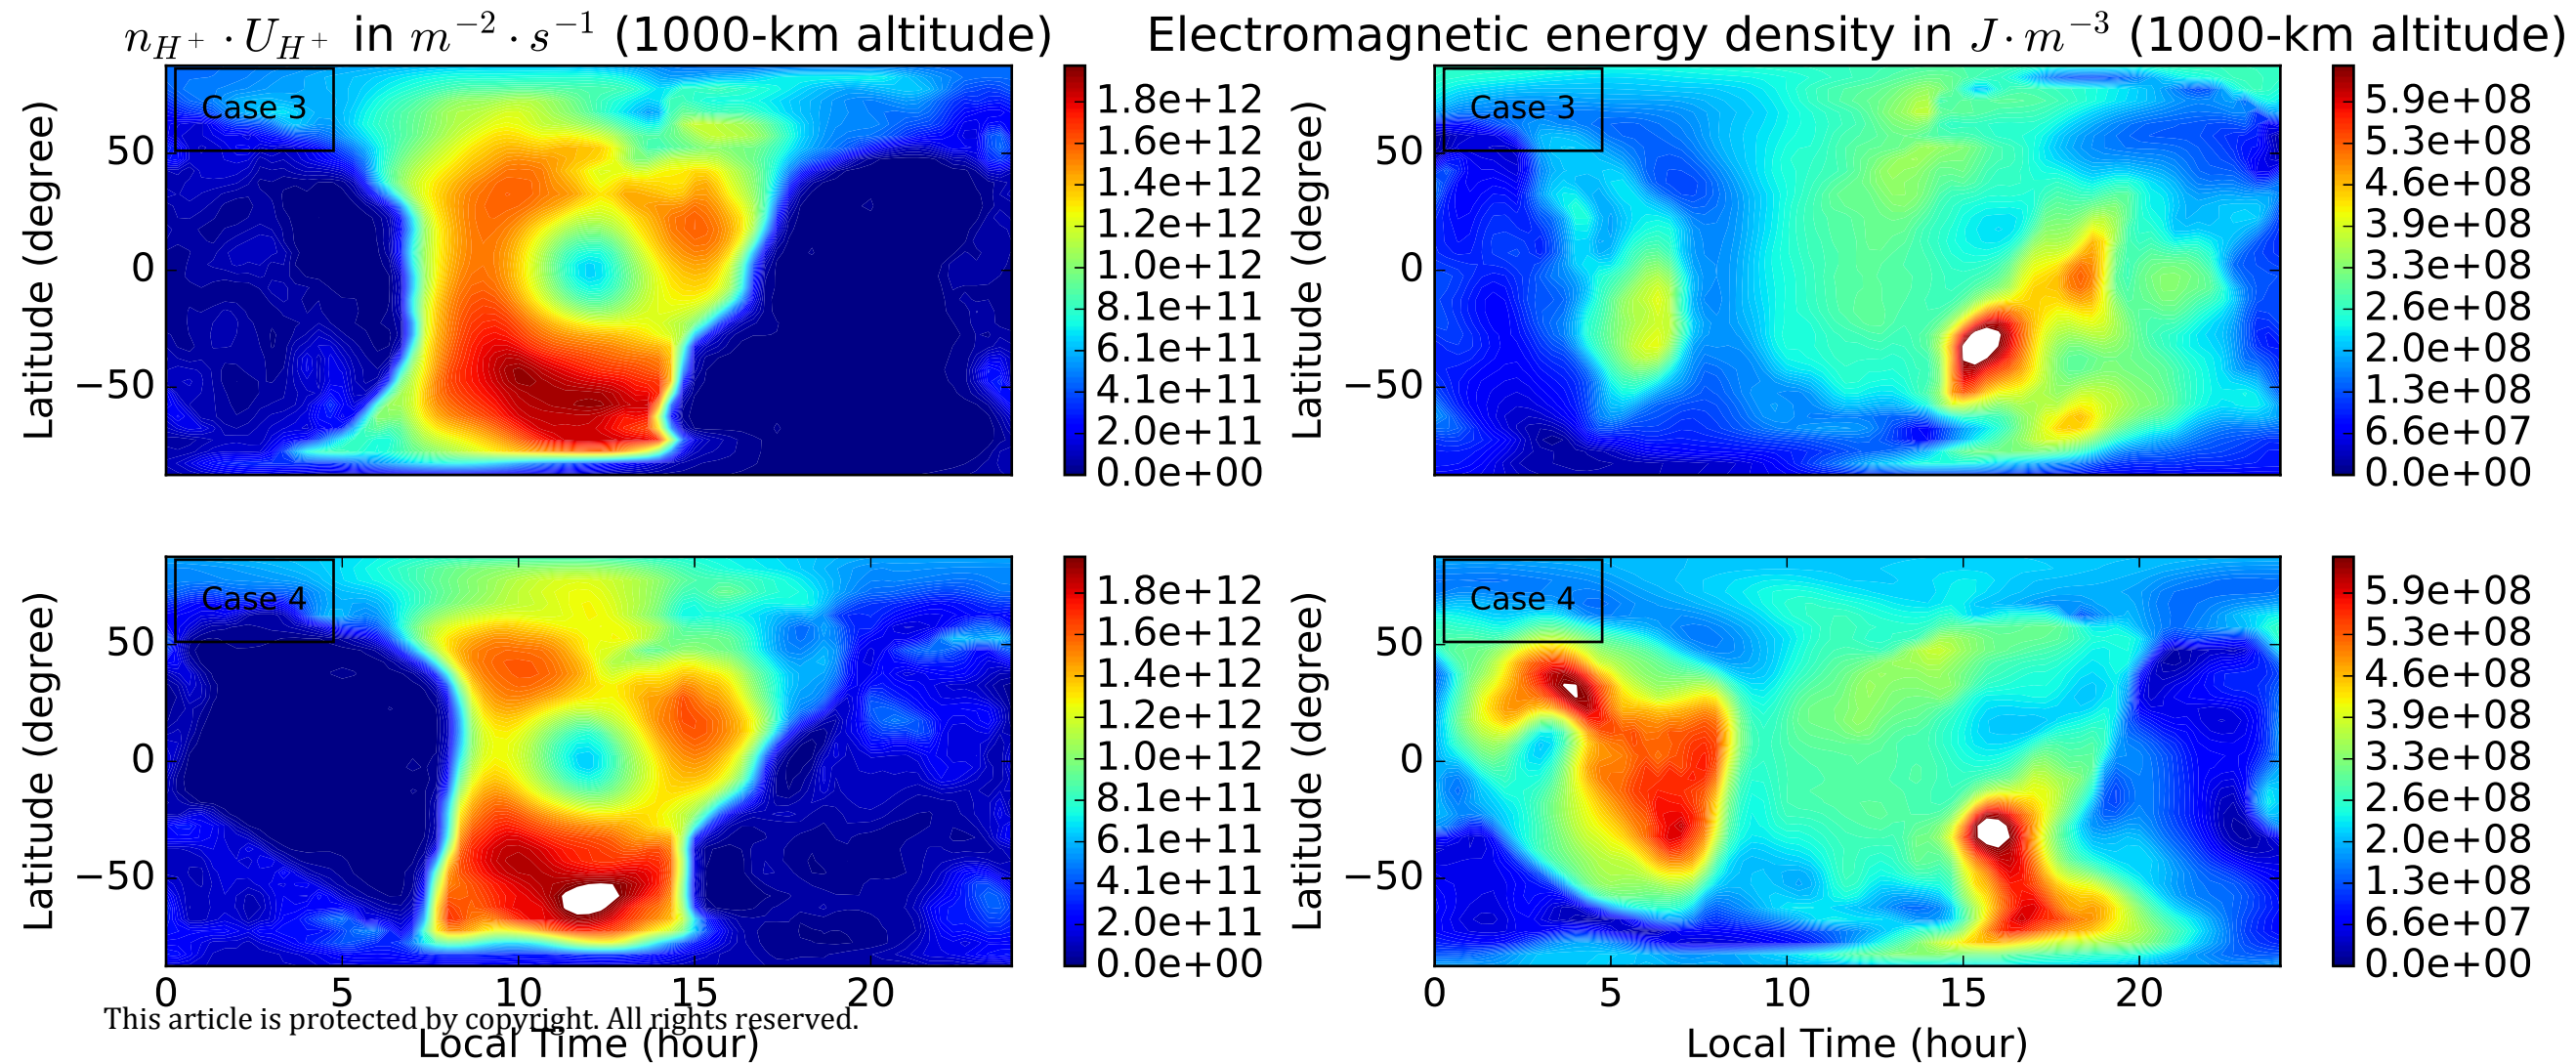 n_{H^+} · U_{H^+} in m^{−2} · s^{−1} (1000-km altitude)
Electromagnetic energy density in J · m^{−3} (1000-km altitude)
Case 3
Latitude (degree)
50
0
−50
1.8e+12
1.6e+12
1.4e+12
1.2e+12
1.0e+12
8.1e+11
6.1e+11
4.1e+11
2.0e+11
0.0e+00
Case 3
Latitude (degree)
50
0
−50
5.9e+08
5.3e+08
4.6e+08
3.9e+08
3.3e+08
2.6e+08
2.0e+08
1.3e+08
6.6e+07
0.0e+00
Case 4
Latitude (degree)
50
0
−50
0 5 10 15 20
Local Time (hour)
1.8e+12
1.6e+12
1.4e+12
1.2e+12
1.0e+12
8.1e+11
6.1e+11
4.1e+11
2.0e+11
0.0e+00
Case 4
Latitude (degree)
50
0
−50
0 5 10 15 20
Local Time (hour)
5.9e+08
5.3e+08
4.6e+08
3.9e+08
3.3e+08
2.6e+08
2.0e+08
1.3e+08
6.6e+07
0.0e+00
This article is protected by copyright. All rights reserved.